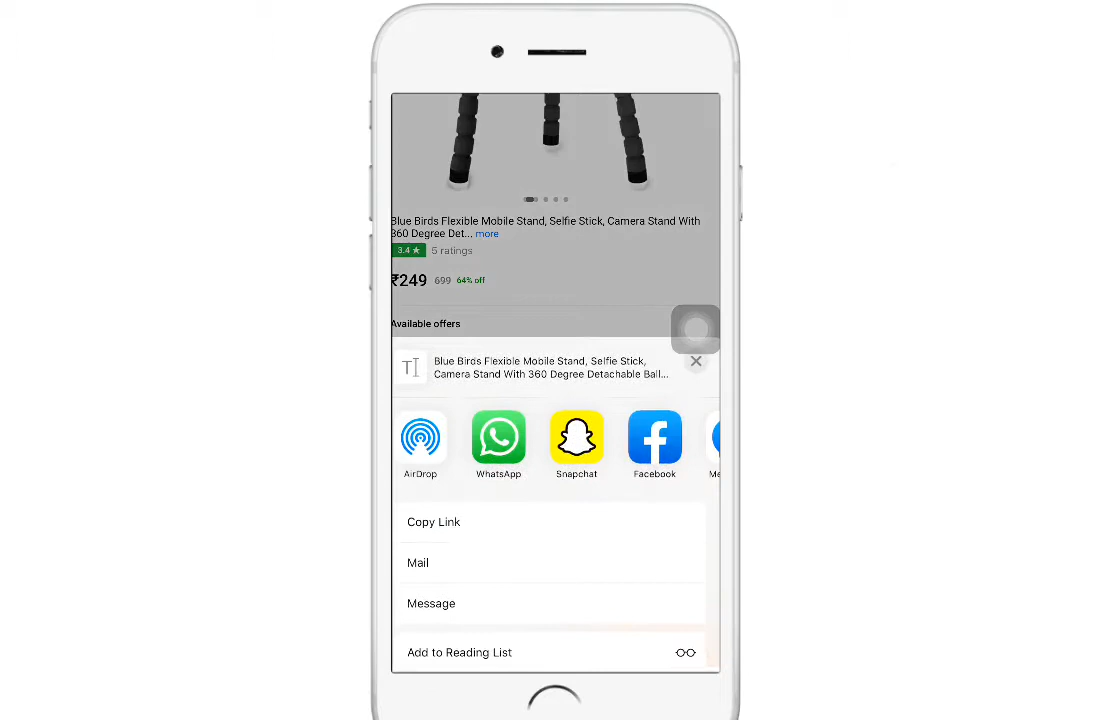 Blue Birds Flexible Mobile Stand, Selfie Stick, Camera Stand With
360 Degree Det... more
3.4 ★ 5 ratings
₹249 699 64% off
Available offers
Blue Birds Flexible Mobile Stand, Selfie Stick,
Camera Stand With 360 Degree Detachable Ball...
AirDrop WhatsApp Snapchat Facebook Me
Copy Link
Mail
Message
Add to Reading List